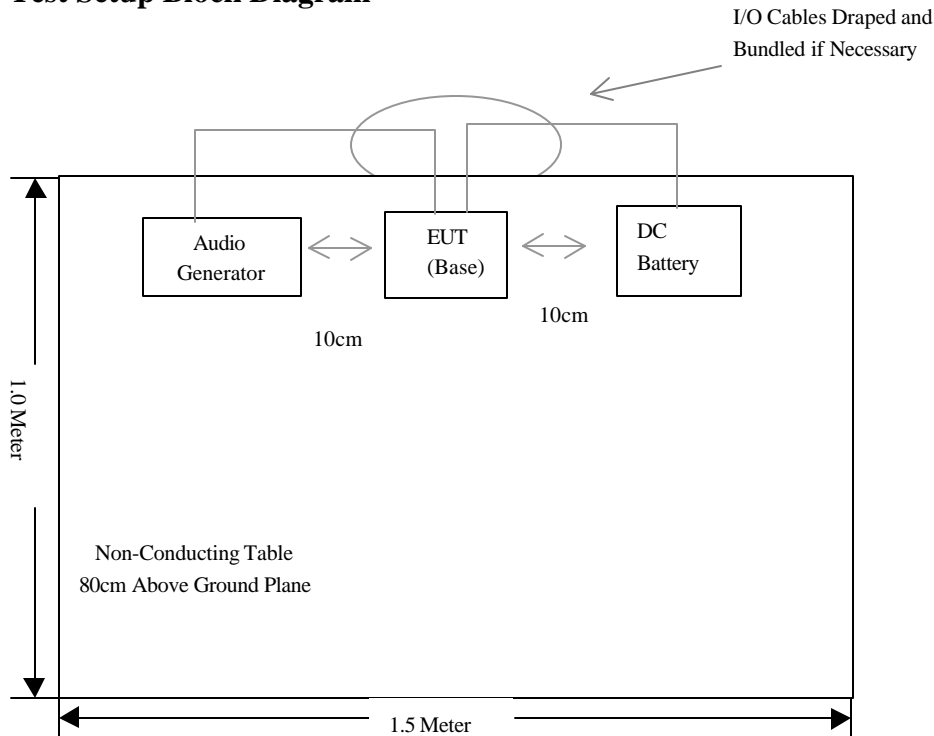 Test Setup Block Diagram
I/O Cables Draped and
Bundled if Necessary
Audio
Generator
EUT
(Base)
DC
Battery
10cm
10cm
1.0 Meter
Non-Conducting Table
80cm Above Ground Plane
1.5 Meter